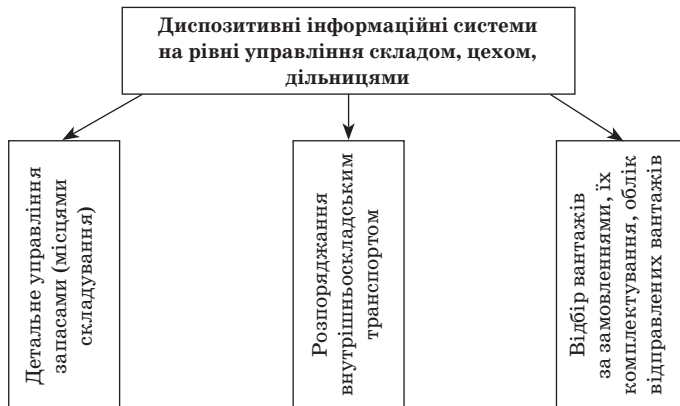 Диспозитивні інформаційні системи
на рівні управління складом, цехом,
дільницями
Детальне управління
запасами (місцями
складування)
Розпоряджання
внутрішньоскладським
транспортом
Відбір вантажів
за замовленнями, їх
комплектування, облік
відправлених вантажів